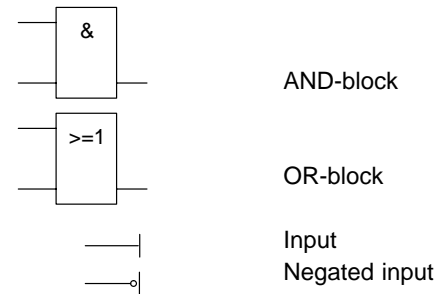 &
AND-block
>=1
OR-block
Input
Negated input